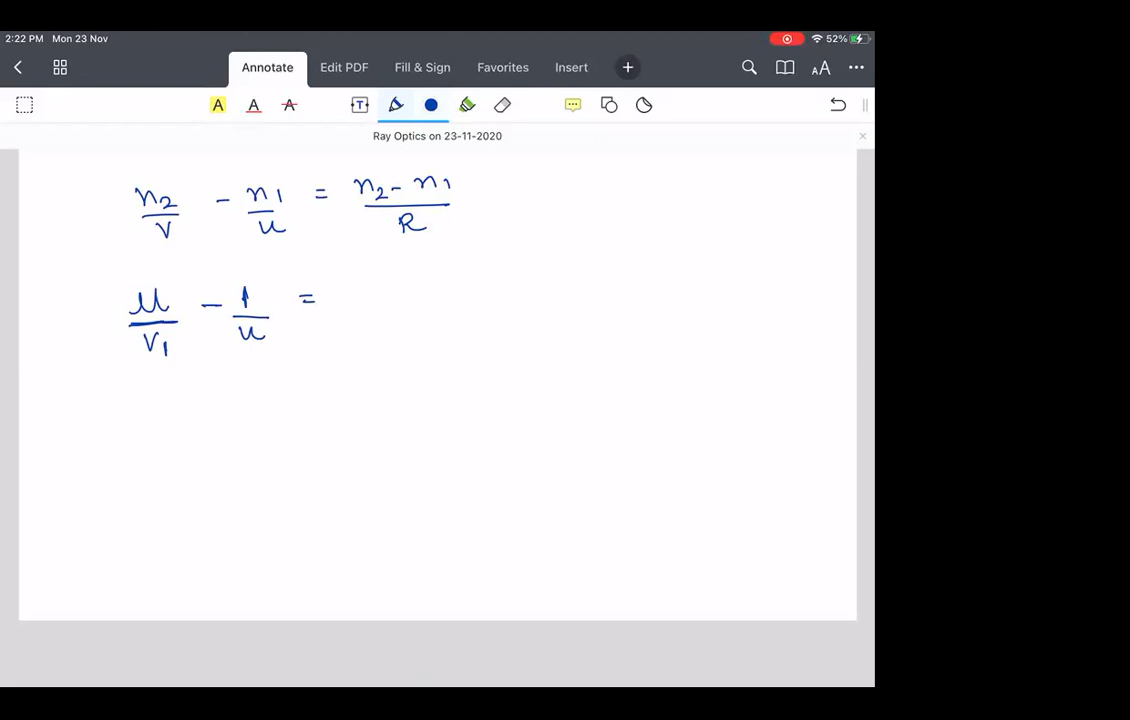 2:22 PM Mon 23 Nov 52%
Annotate Edit PDF Fill & Sign Favorites Insert + AA
A A A T
Ray Optics on 23-11-2020 ×
n₂/v - n₁/u = (n₂ - n₁)/R
μ/v₁ - 1/u =